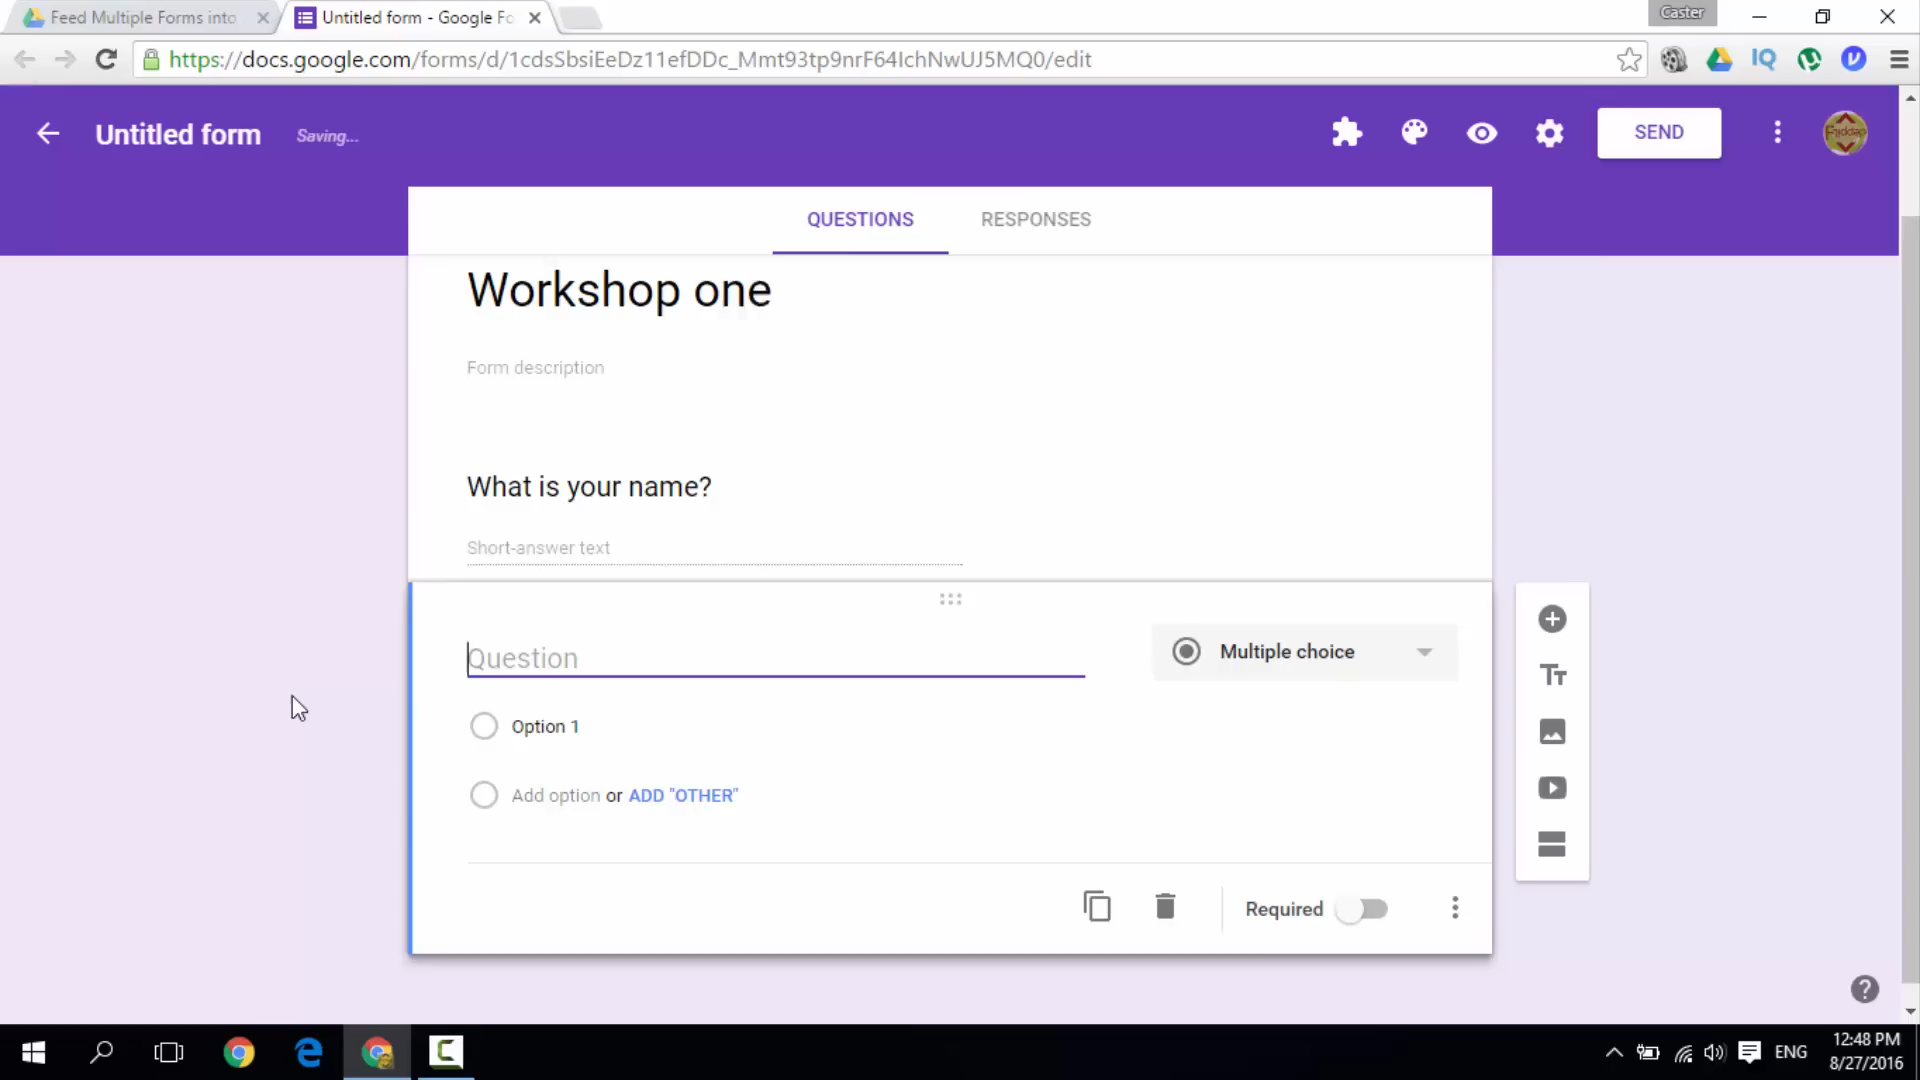 Feed Multiple Forms into
Untitled form - Google Fo
Caster
https://docs.google.com/forms/d/1cdsSbsiEeDz11efDDc_Mmt93tp9nrF64IchNwUJ5MQ0/edit
IQ
Untitled form
Saving...
SEND
QUESTIONS
RESPONSES
Workshop one
Form description
What is your name?
Short-answer text
Question
Multiple choice
Option 1
Add option or ADD "OTHER"
Required
ENG
12:48 PM
8/27/2016